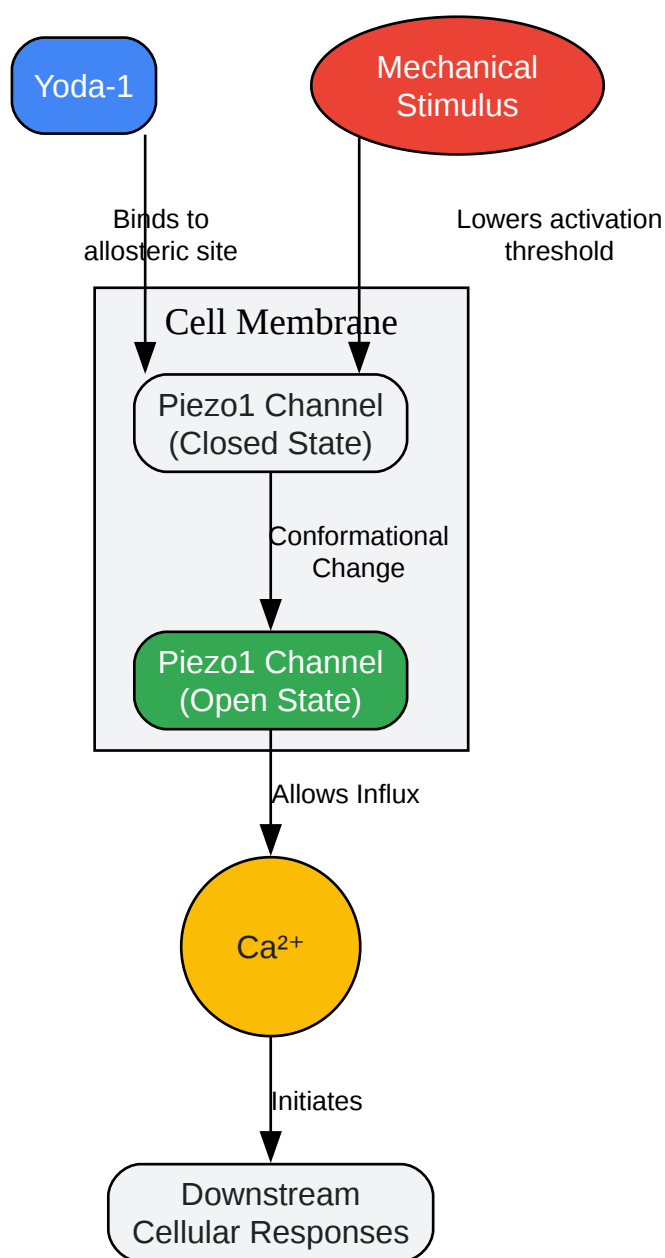 Yoda-1
Mechanical
Stimulus
Binds to
allosteric site
Lowers activation
threshold
Cell Membrane
Piezo1 Channel
(Closed State)
Conformational
Change
Piezo1 Channel
(Open State)
Allows Influx
Ca²⁺
Initiates
Downstream
Cellular Responses